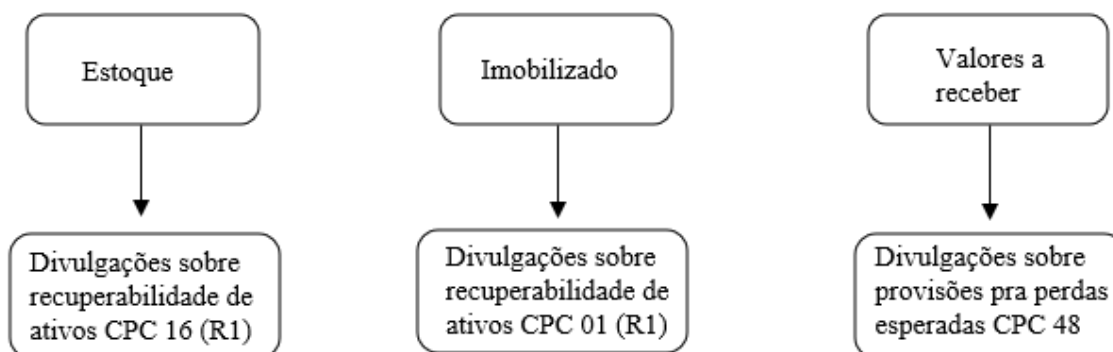 Estoque
Imobilizado
Valores a
receber
Divulgações sobre
recuperabilidade de
ativos CPC 16 (R1)
Divulgações sobre
recuperabilidade de
ativos CPC 01 (R1)
Divulgações sobre
provisões pra perdas
esperadas CPC 48